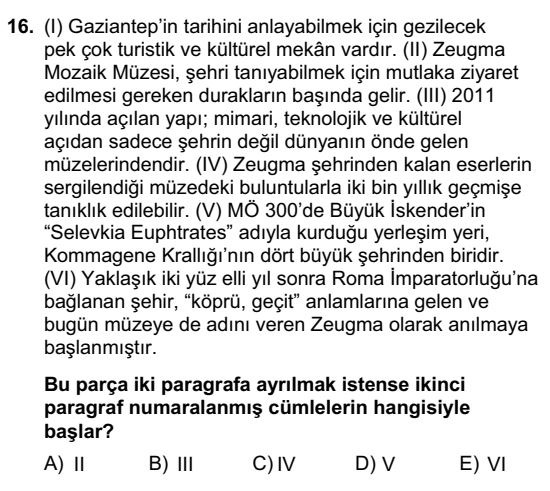 16. (I) Gaziantep’in tarihini anlayabilmek için gezilecek
pek çok turistik ve kültürel mekân vardır. (II) Zeugma
Mozaik Müzesi, şehri tanıyabilmek için mutlaka ziyaret
edilmesi gereken durakların başında gelir. (III) 2011
yılında açılan yapı; mimari, teknolojik ve kültürel
açıdan sadece şehrin değil dünyanın önde gelen
müzelerindendir. (IV) Zeugma şehrinden kalan eserlerin
sergilendiği müzedeki buluntularla iki bin yıllık geçmişe
tanıklık edilebilir. (V) MÖ 300’de Büyük İskender’in
“Selevkia Euphtrates” adıyla kurduğu yerleşim yeri,
Kommagene Krallığı’nın dört büyük şehrinden biridir.
(VI) Yaklaşık iki yüz elli yıl sonra Roma İmparatorluğu’na
bağlanan şehir, “köprü, geçit” anlamlarına gelen ve
bugün müzeye de adını veren Zeugma olarak anılmaya
başlanmıştır.
Bu parça iki paragrafa ayrılmak istense ikinci
paragraf numaralanmış cümlelerin hangisiyle
başlar?
A) II B) III C) IV D) V E) VI